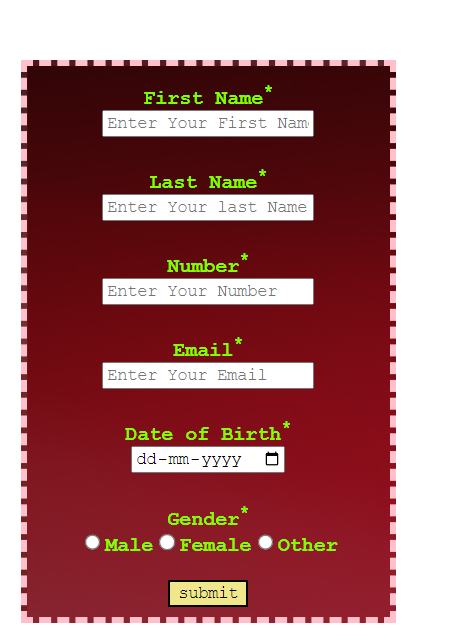 First Name*
Enter Your First Nam
Last Name*
Enter Your last Name
Number*
Enter Your Number
Email*
Enter Your Email
Date of Birth*
dd-mm-yyyy
Gender*
Male Female Other
submit